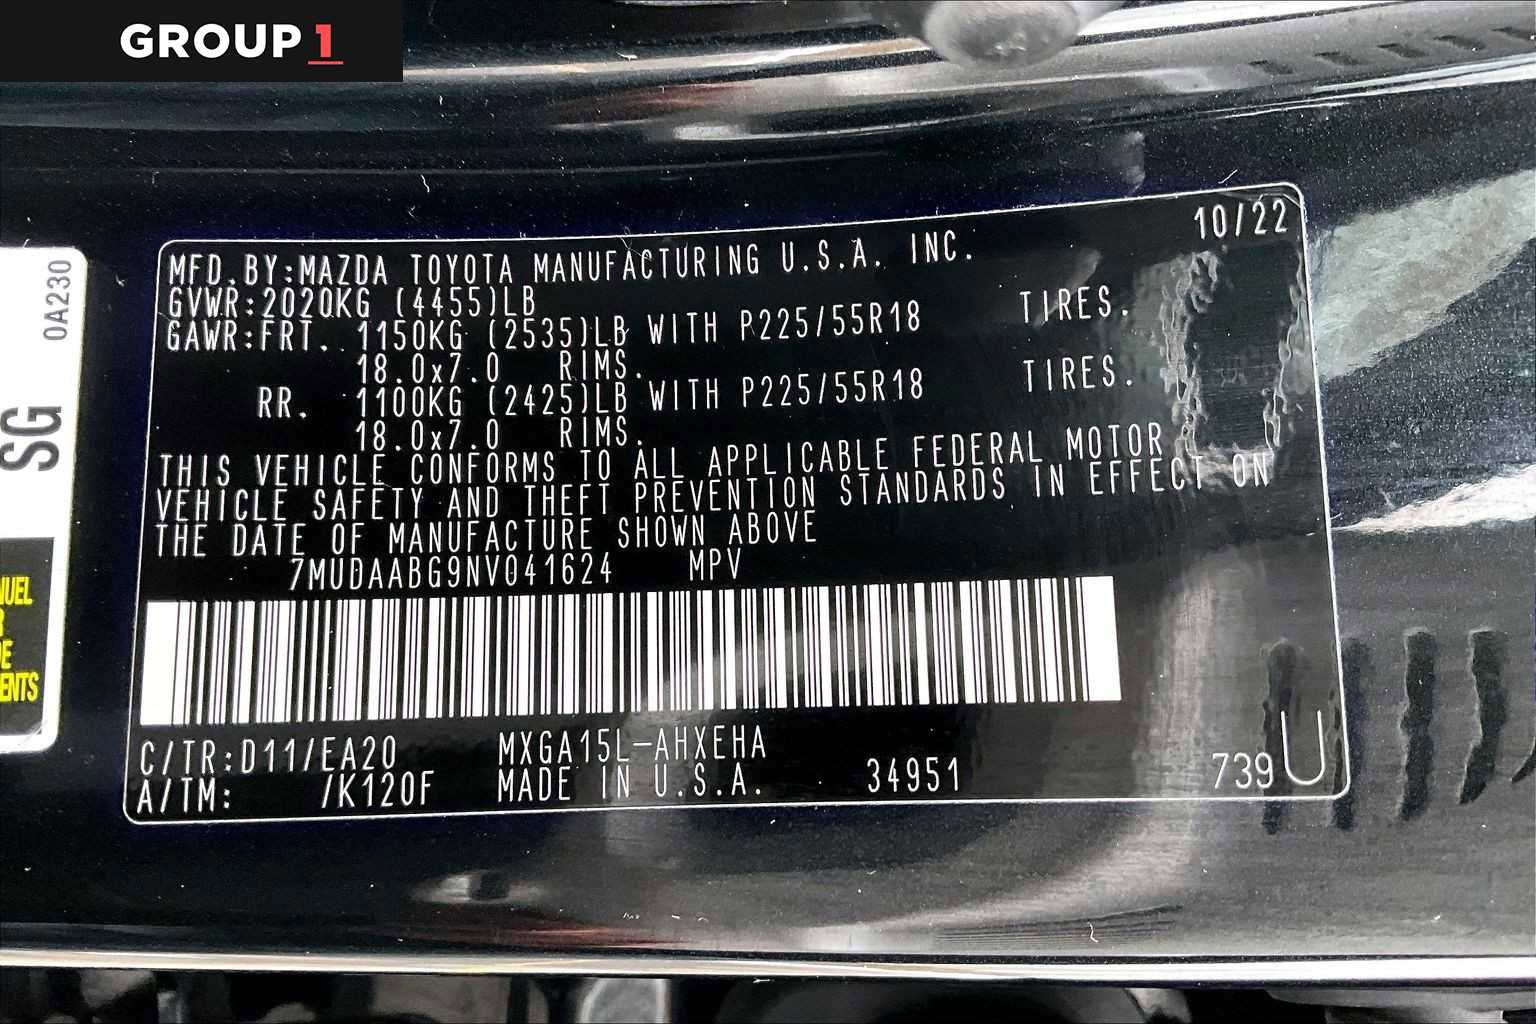 GROUP 1
0A230
SG
NUEL
R
DE
ENTS
10/22
MFD.BY:MAZDA TOYOTA MANUFACTURING U.S.A. INC.
GVWR:2020KG (4455)LB
GAWR:FRT. 1150KG (2535)LB WITH P225/55R18 TIRES.
18.0x7.0 RIMS.
RR. 1100KG (2425)LB WITH P225/55R18 TIRES.
18.0x7.0 RIMS.
THIS VEHICLE CONFORMS TO ALL APPLICABLE FEDERAL MOTOR
VEHICLE SAFETY AND THEFT PREVENTION STANDARDS IN EFFECT ON
THE DATE OF MANUFACTURE SHOWN ABOVE
7MUDAABG9NV041624 MPV
C/TR:D11/EA20 MXGA15L-AHXEHA
A/TM: /K120F MADE IN U.S.A. 34951 739U